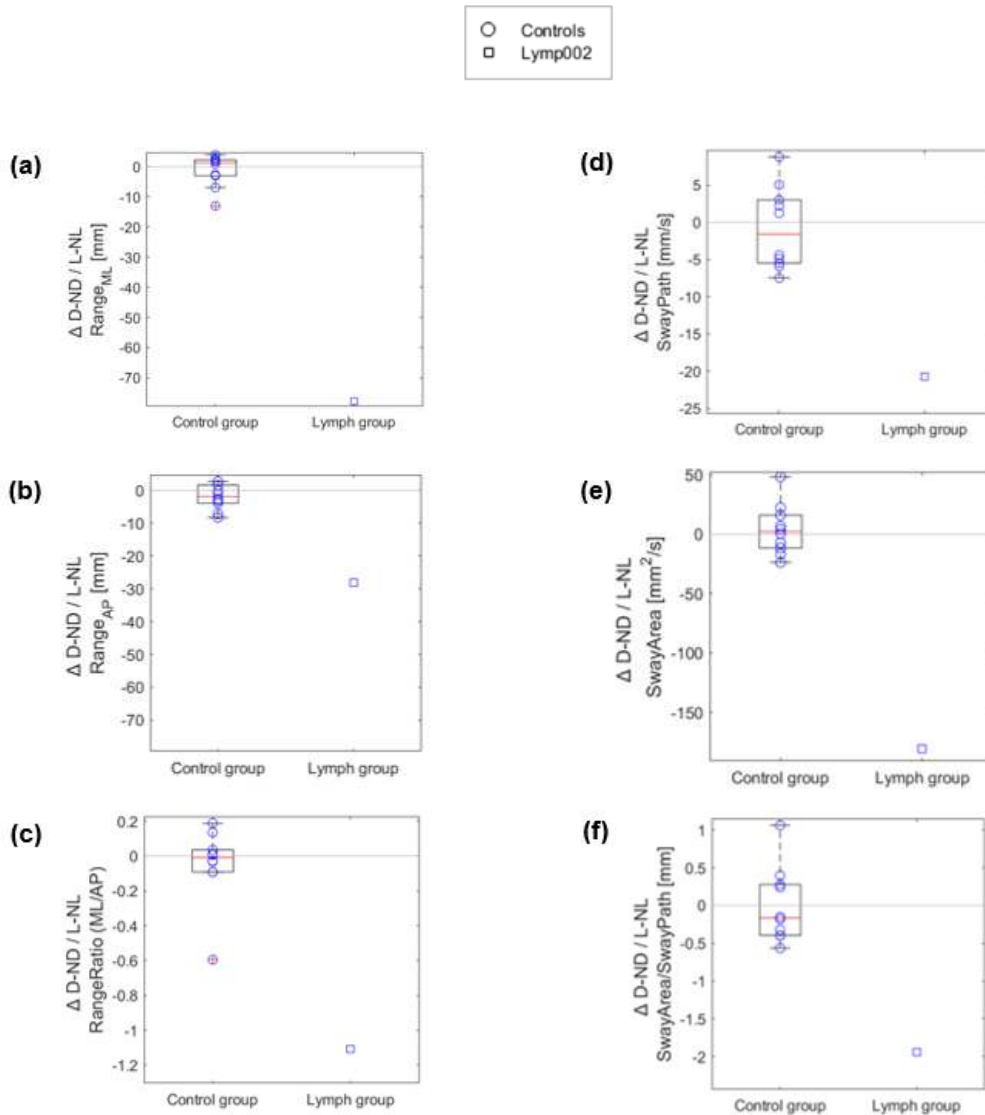 Controls
Lymp002
(a)
0
-10
-20
-30
-40
-50
-60
-70
Δ D-ND / L-NL
Range_ML [mm]
Control group Lymph group
(b)
0
-10
-20
-30
-40
-50
-60
-70
Δ D-ND / L-NL
Range_AP [mm]
Control group Lymph group
(c)
0.2
0
-0.2
-0.4
-0.6
-0.8
-1
-1.2
Δ D-ND / L-NL
RangeRatio (ML/AP)
Control group Lymph group
(d)
5
0
-5
-10
-15
-20
-25
Δ D-ND / L-NL
SwayPath [mm/s]
Control group Lymph group
(e)
50
0
-50
-100
-150
Δ D-ND / L-NL
SwayArea [mm²/s]
Control group Lymph group
(f)
1
0.5
0
-0.5
-1
-1.5
-2
Δ D-ND / L-NL
SwayArea/SwayPath [mm]
Control group Lymph group